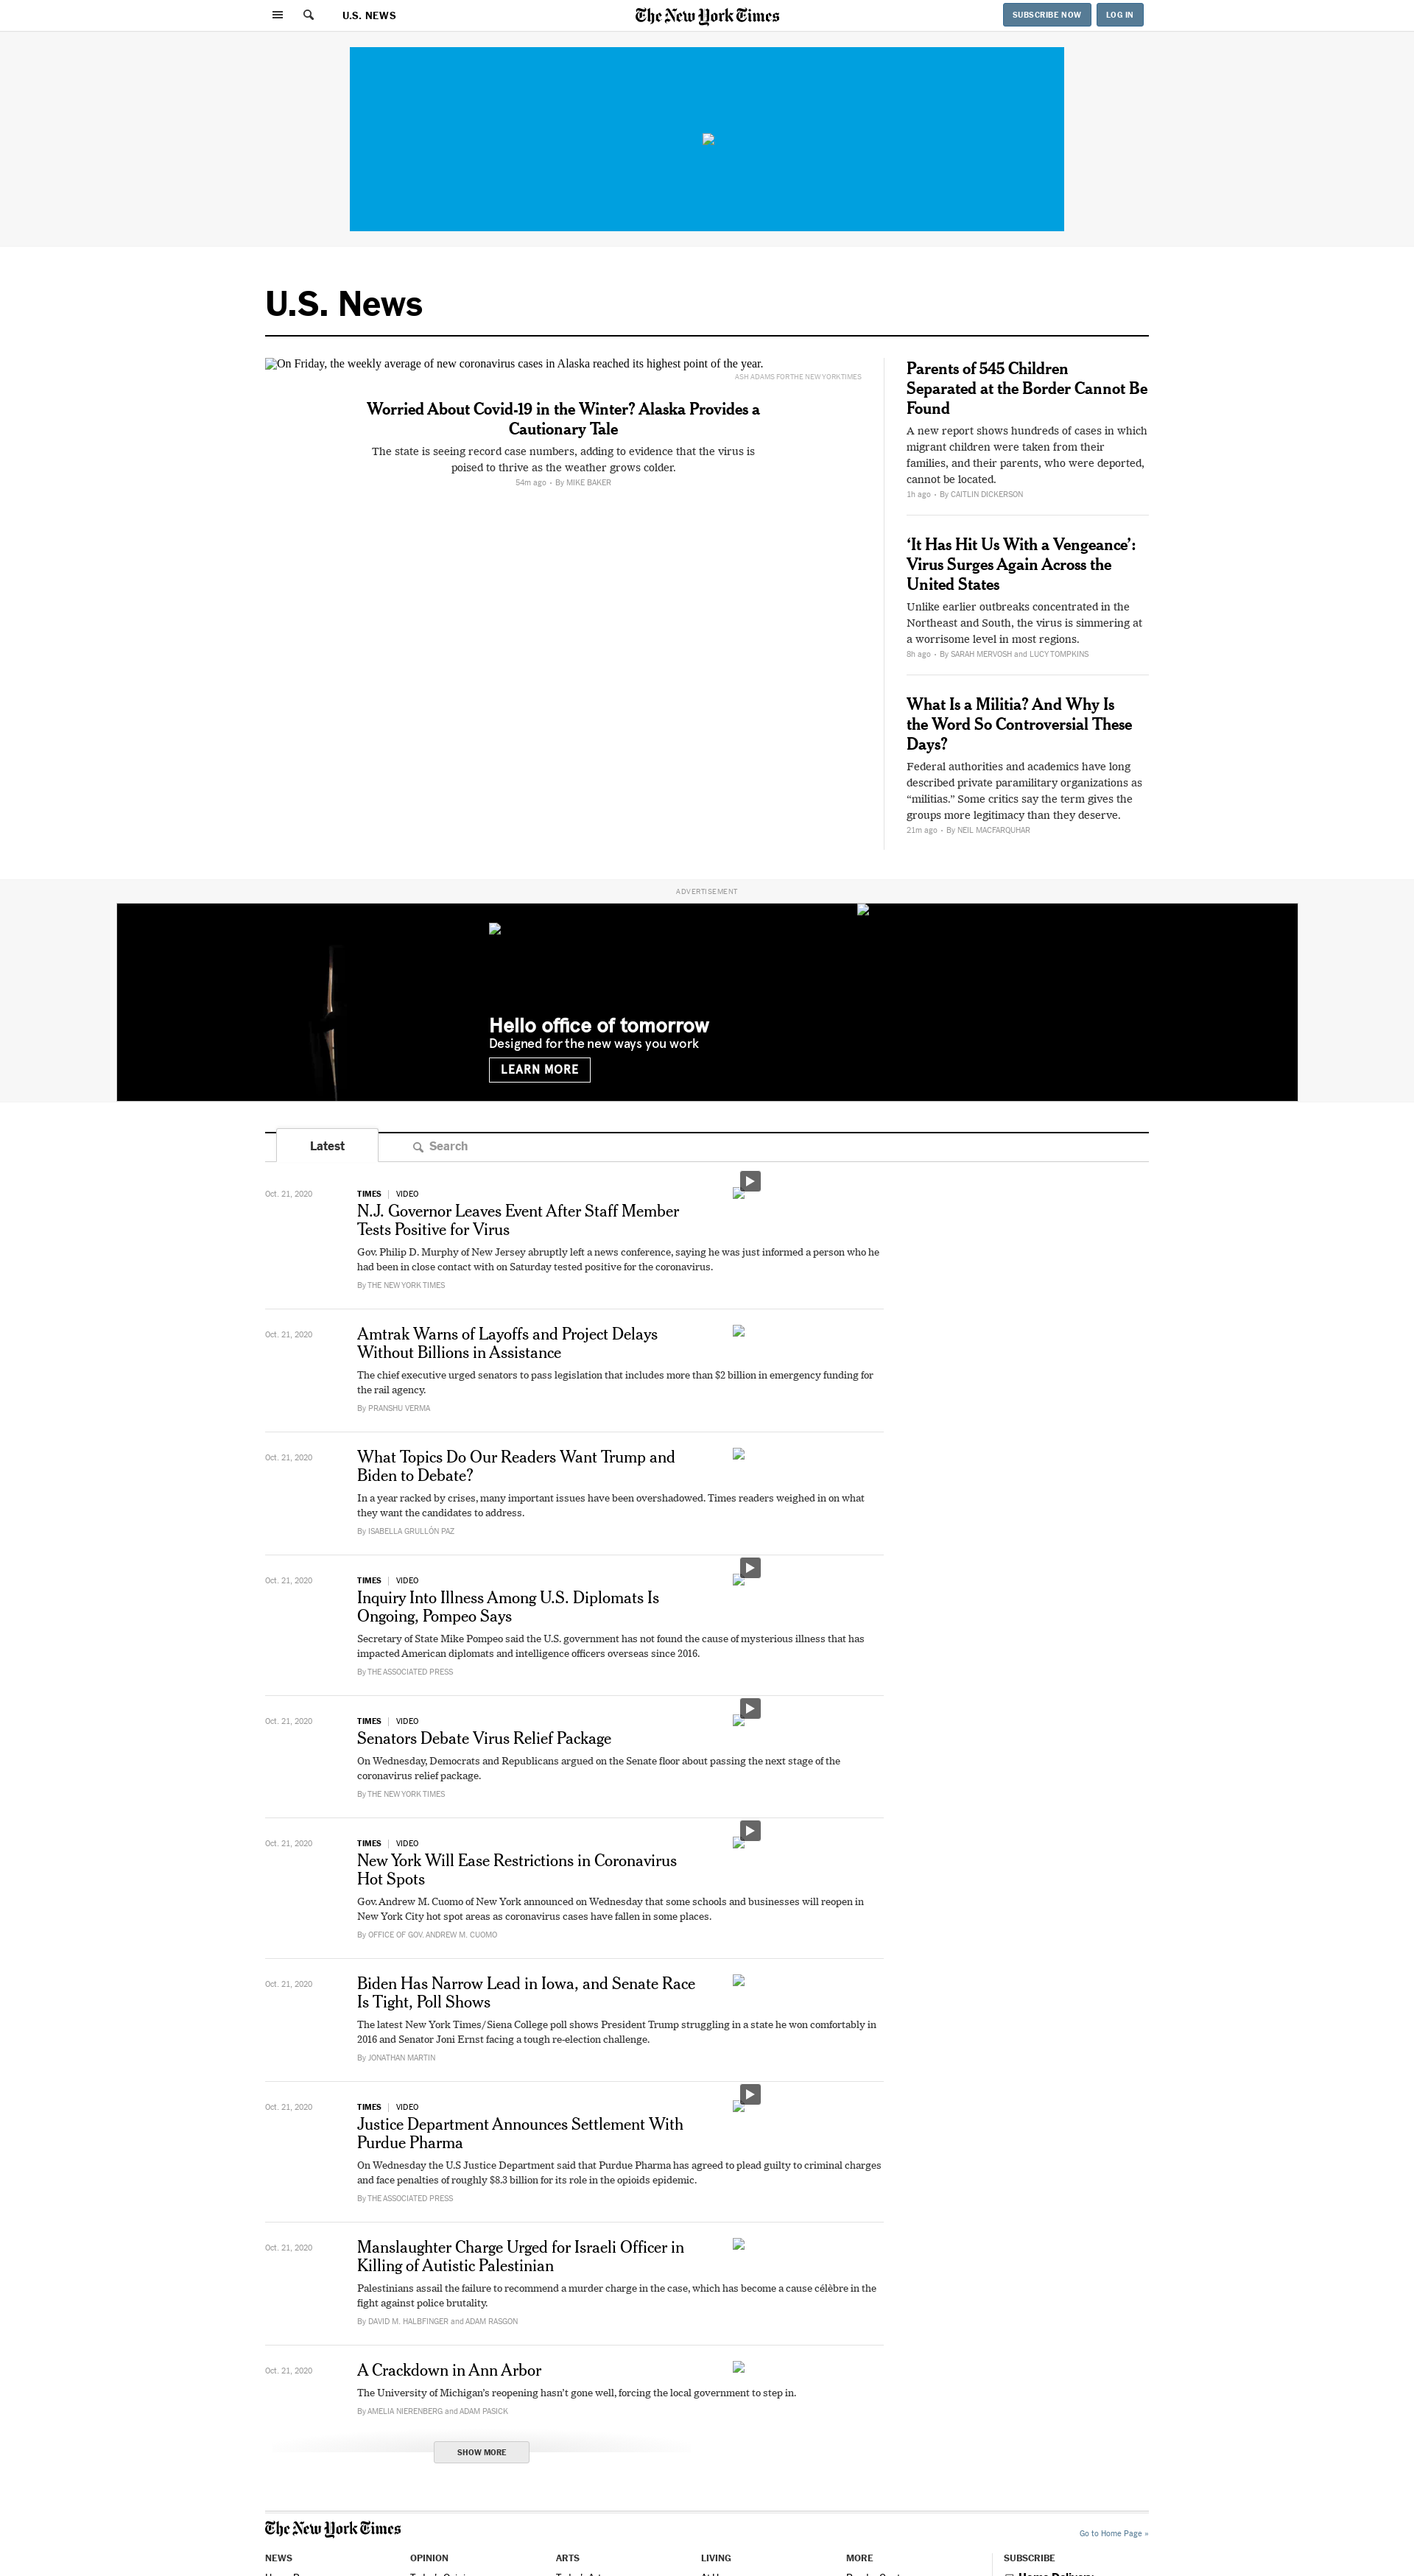 U.S. NEWS
The New York Times
SUBSCRIBE NOW
LOG IN
U.S. News
On Friday, the weekly average of new coronavirus cases in Alaska reached its highest point of the year.
ASH ADAMS FOR THE NEW YORK TIMES
Worried About Covid-19 in the Winter? Alaska Provides a
Cautionary Tale
The state is seeing record case numbers, adding to evidence that the virus is
poised to thrive as the weather grows colder.
54m ago • By MIKE BAKER
Parents of 545 Children
Separated at the Border Cannot Be
Found
A new report shows hundreds of cases in which
migrant children were taken from their
families, and their parents, who were deported,
cannot be located.
1h ago • By CAITLIN DICKERSON
‘It Has Hit Us With a Vengeance’:
Virus Surges Again Across the
United States
Unlike earlier outbreaks concentrated in the
Northeast and South, the virus is simmering at
a worrisome level in most regions.
8h ago • By SARAH MERVOSH and LUCY TOMPKINS
What Is a Militia? And Why Is
the Word So Controversial These
Days?
Federal authorities and academics have long
described private paramilitary organizations as
“militias.” Some critics say the term gives the
groups more legitimacy than they deserve.
21m ago • By NEIL MACFARQUHAR
ADVERTISEMENT
Hello office of tomorrow
Designed for the new ways you work
LEARN MORE
Latest
Search
Oct. 21, 2020
TIMES | VIDEO
N.J. Governor Leaves Event After Staff Member
Tests Positive for Virus
Gov. Philip D. Murphy of New Jersey abruptly left a news conference, saying he was just informed a person who he
had been in close contact with on Saturday tested positive for the coronavirus.
By THE NEW YORK TIMES
Oct. 21, 2020
Amtrak Warns of Layoffs and Project Delays
Without Billions in Assistance
The chief executive urged senators to pass legislation that includes more than $2 billion in emergency funding for
the rail agency.
By PRANSHU VERMA
Oct. 21, 2020
What Topics Do Our Readers Want Trump and
Biden to Debate?
In a year racked by crises, many important issues have been overshadowed. Times readers weighed in on what
they want the candidates to address.
By ISABELLA GRULLÓN PAZ
Oct. 21, 2020
TIMES | VIDEO
Inquiry Into Illness Among U.S. Diplomats Is
Ongoing, Pompeo Says
Secretary of State Mike Pompeo said the U.S. government has not found the cause of mysterious illness that has
impacted American diplomats and intelligence officers overseas since 2016.
By THE ASSOCIATED PRESS
Oct. 21, 2020
TIMES | VIDEO
Senators Debate Virus Relief Package
On Wednesday, Democrats and Republicans argued on the Senate floor about passing the next stage of the
coronavirus relief package.
By THE NEW YORK TIMES
Oct. 21, 2020
TIMES | VIDEO
New York Will Ease Restrictions in Coronavirus
Hot Spots
Gov. Andrew M. Cuomo of New York announced on Wednesday that some schools and businesses will reopen in
New York City hot spot areas as coronavirus cases have fallen in some places.
By OFFICE OF GOV. ANDREW M. CUOMO
Oct. 21, 2020
Biden Has Narrow Lead in Iowa, and Senate Race
Is Tight, Poll Shows
The latest New York Times/Siena College poll shows President Trump struggling in a state he won comfortably in
2016 and Senator Joni Ernst facing a tough re-election challenge.
By JONATHAN MARTIN
Oct. 21, 2020
TIMES | VIDEO
Justice Department Announces Settlement With
Purdue Pharma
On Wednesday the U.S Justice Department said that Purdue Pharma has agreed to plead guilty to criminal charges
and face penalties of roughly $8.3 billion for its role in the opioids epidemic.
By THE ASSOCIATED PRESS
Oct. 21, 2020
Manslaughter Charge Urged for Israeli Officer in
Killing of Autistic Palestinian
Palestinians assail the failure to recommend a murder charge in the case, which has become a cause célèbre in the
fight against police brutality.
By DAVID M. HALBFINGER and ADAM RASGON
Oct. 21, 2020
A Crackdown in Ann Arbor
The University of Michigan’s reopening hasn’t gone well, forcing the local government to step in.
By AMELIA NIERENBERG and ADAM PASICK
SHOW MORE
The New York Times
Go to Home Page »
NEWS
OPINION
ARTS
LIVING
MORE
SUBSCRIBE